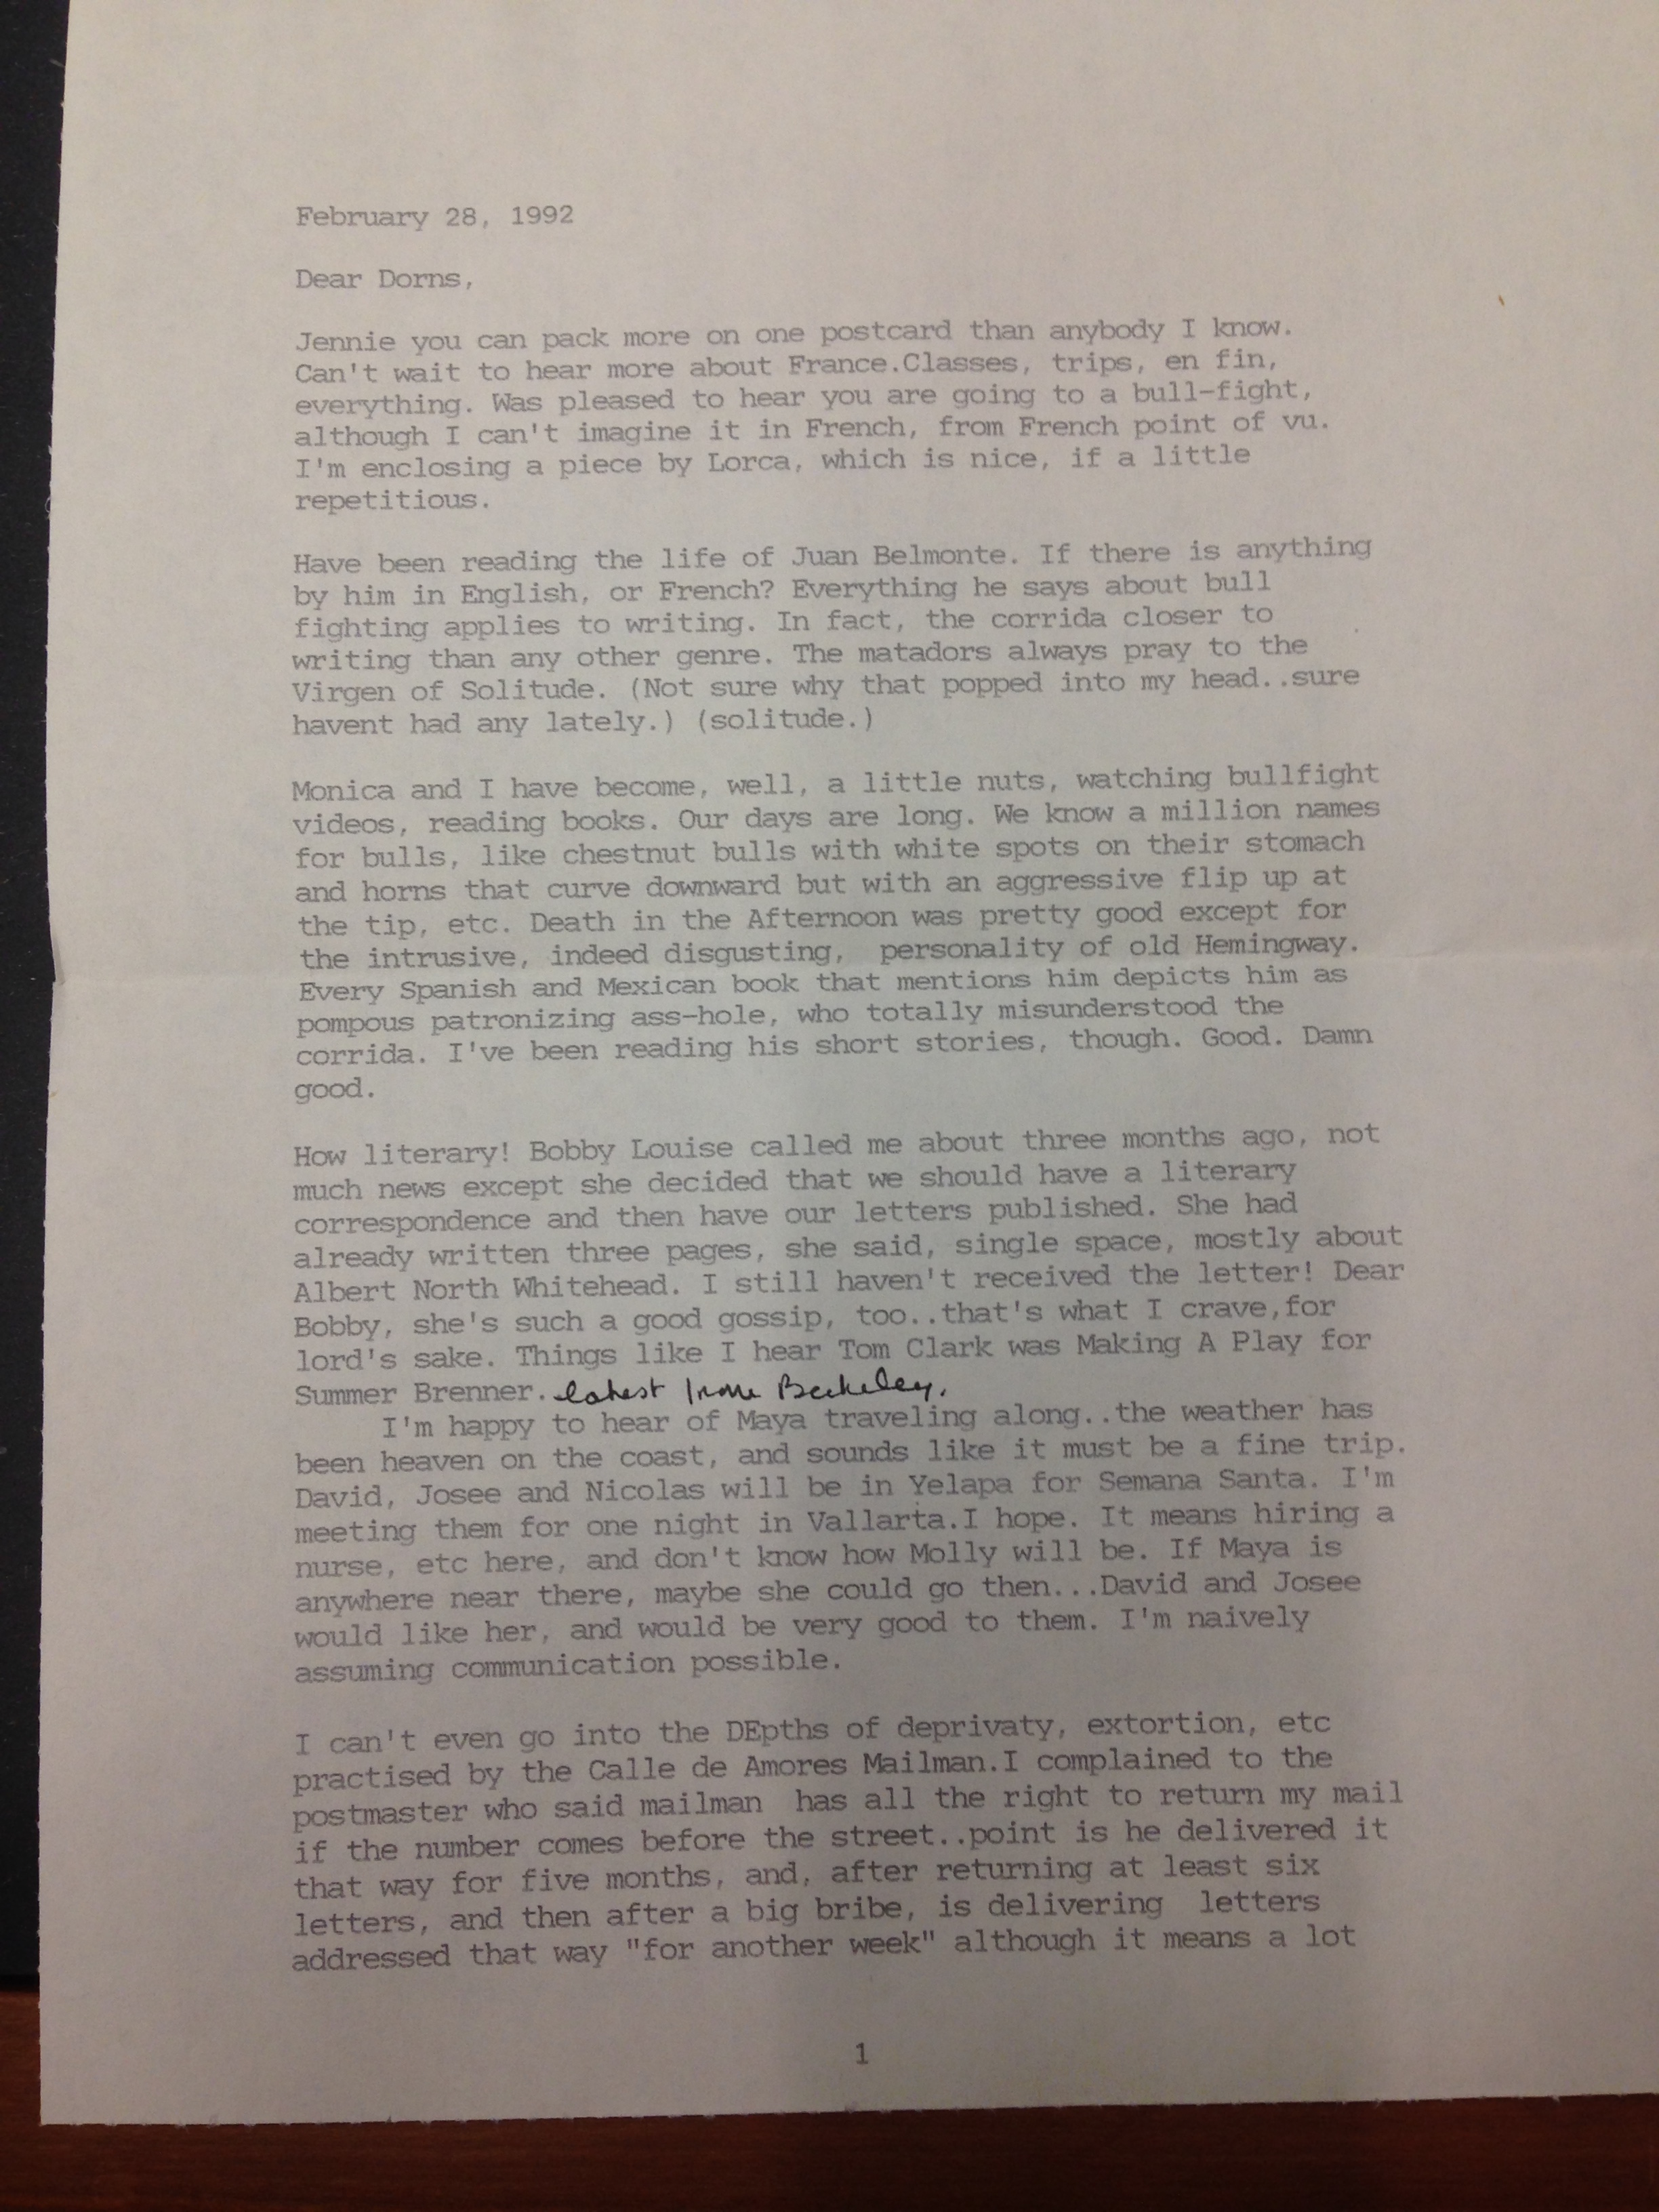 February 28, 1992
Dear Dorns,
Jennie you can pack more on one postcard than anybody I know.
Can't wait to hear more about France.Classes, trips, en fin,
everything. Was pleased to hear you are going to a bull-fight,
although I can't imagine it in French, from French point of vu.
I'm enclosing a piece by Lorca, which is nice, if a little
repetitious.
Have been reading the life of Juan Belmonte. If there is anything
by him in English, or French? Everything he says about bull
fighting applies to writing. In fact, the corrida closer to
writing than any other genre. The matadors always pray to the
Virgen of Solitude. (Not sure why that popped into my head..sure
havent had any lately.) (solitude.)
Monica and I have become, well, a little nuts, watching bullfight
videos, reading books. Our days are long. We know a million names
for bulls, like chestnut bulls with white spots on their stomach
and horns that curve downward but with an aggressive flip up at
the tip, etc. Death in the Afternoon was pretty good except for
the intrusive, indeed disgusting,  personality of old Hemingway.
Every Spanish and Mexican book that mentions him depicts him as
pompous patronizing ass-hole, who totally misunderstood the
corrida. I've been reading his short stories, though. Good. Damn
good.
How literary! Bobby Louise called me about three months ago, not
much news except she decided that we should have a literary
correspondence and then have our letters published. She had
already written three pages, she said, single space, mostly about
Albert North Whitehead. I still haven't received the letter! Dear
Bobby, she's such a good gossip, too..that's what I crave,for
lord's sake. Things like I hear Tom Clark was Making A Play for
Summer Brenner. latest from Berkeley.
I'm happy to hear of Maya traveling along..the weather has
been heaven on the coast, and sounds like it must be a fine trip.
David, Josee and Nicolas will be in Yelapa for Semana Santa. I'm
meeting them for one night in Vallarta.I hope. It means hiring a
nurse, etc here, and don't know how Molly will be. If Maya is
anywhere near there, maybe she could go then...David and Josee
would like her, and would be very good to them. I'm naively
assuming communication possible.
I can't even go into the DEpths of deprivaty, extortion, etc
practised by the Calle de Amores Mailman.I complained to the
postmaster who said mailman  has all the right to return my mail
if the number comes before the street..point is he delivered it
that way for five months, and, after returning at least six
letters, and then after a big bribe, is delivering  letters
addressed that way "for another week" although it means a lot
1